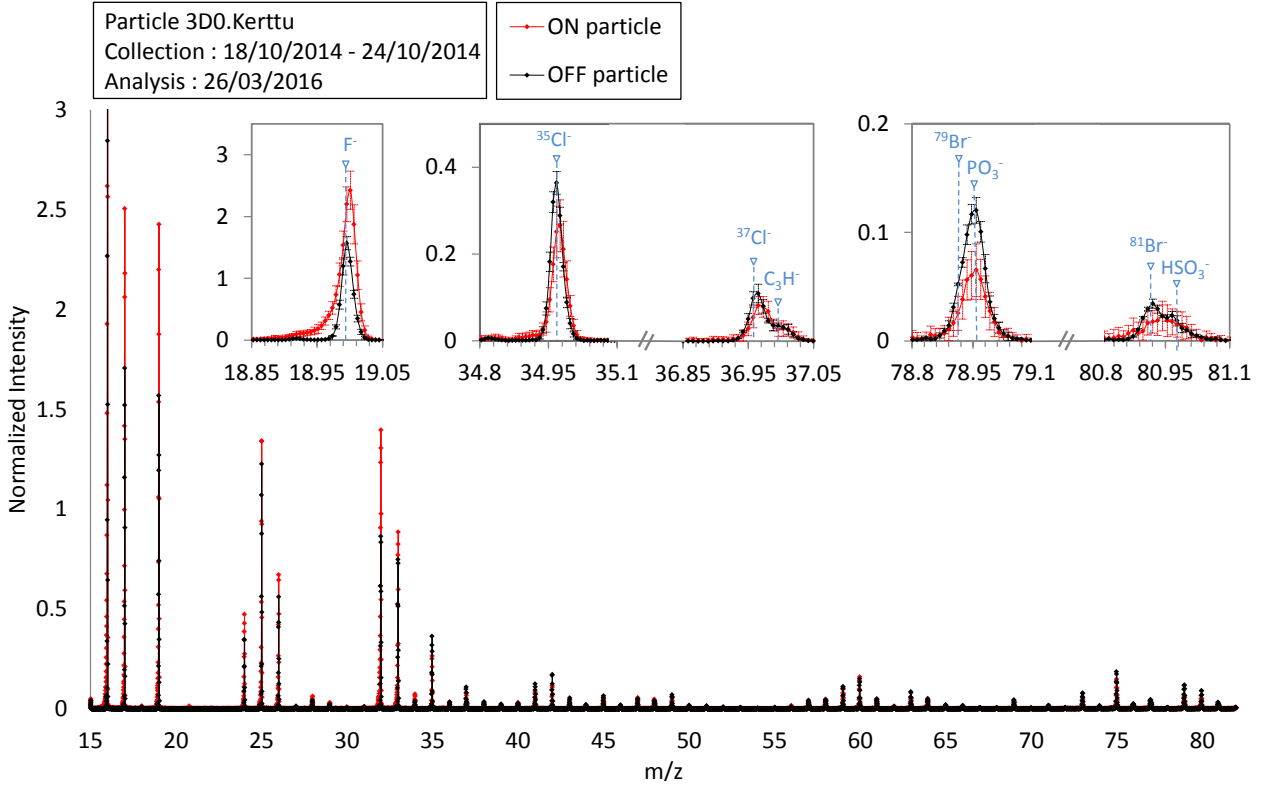 Particle 3D0.Kerttu
Collection : 18/10/2014 - 24/10/2014
Analysis : 26/03/2016
ON particle
OFF particle
Normalized Intensity
3
2.5
2
1.5
1
0.5
0
15 20 25 30 35 40 45 50 55 60 65 70 75 80
m/z
F⁻
3
2
1
0
18.85 18.95 19.05
³⁵Cl⁻
³⁷Cl⁻
C₃H⁻
0.4
0.2
0
34.8 34.95 35.1 36.85 36.95 37.05
⁷⁹Br⁻
PO₃⁻
⁸¹Br⁻
HSO₃⁻
0.2
0.1
0
78.8 78.95 79.1 80.8 80.95 81.1